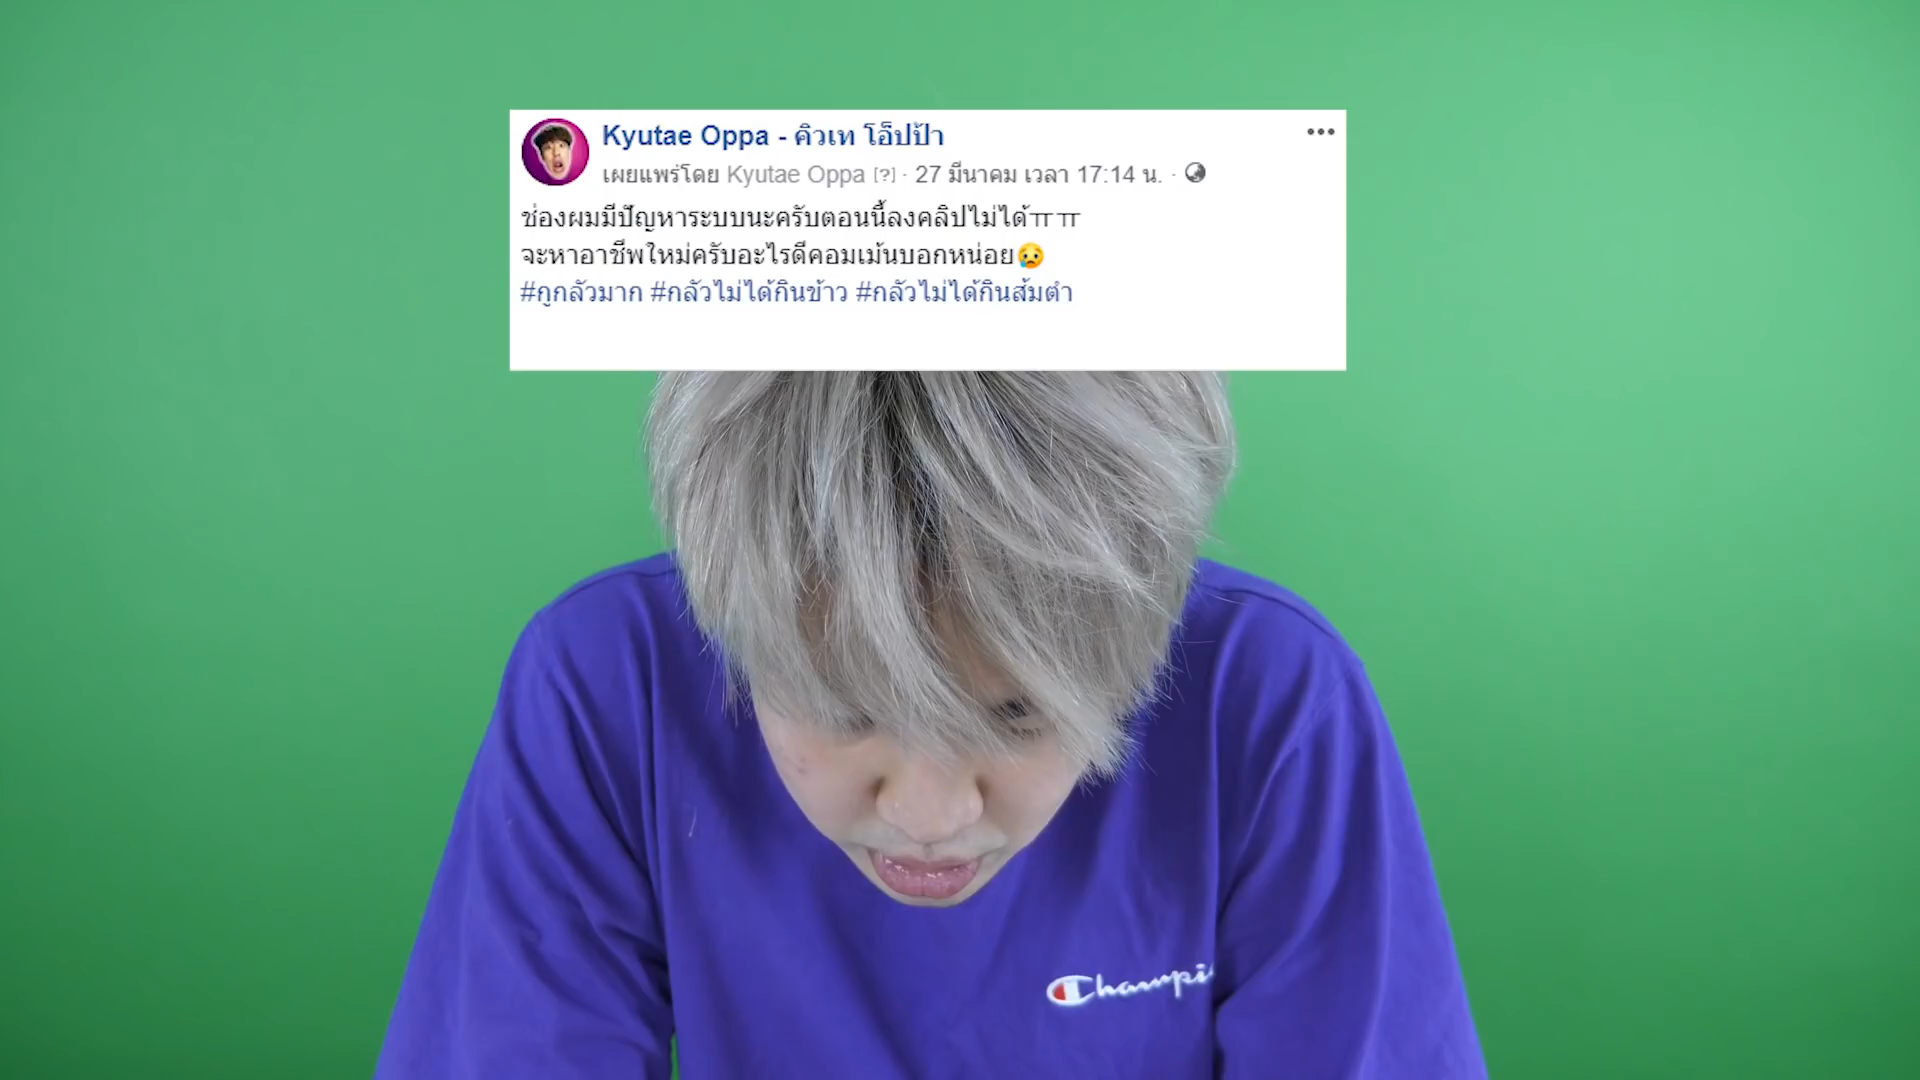 Kyutae Oppa - คิวเท โอ็ปป้า
เผยแพร่โดย Kyutae Oppa [?] · 27 มีนาคม เวลา 17:14 น. ·
ช่องผมมีปัญหาระบบนะครับตอนนี้ลงคลิปไม่ได้ㅠㅠ
จะหาอาชีพใหม่ครับอะไรดีคอมเม้นบอกหน่อย😢
#กูกลัวมาก #กลัวไม่ได้กินข้าว #กลัวไม่ได้กินส้มตำ
Champi